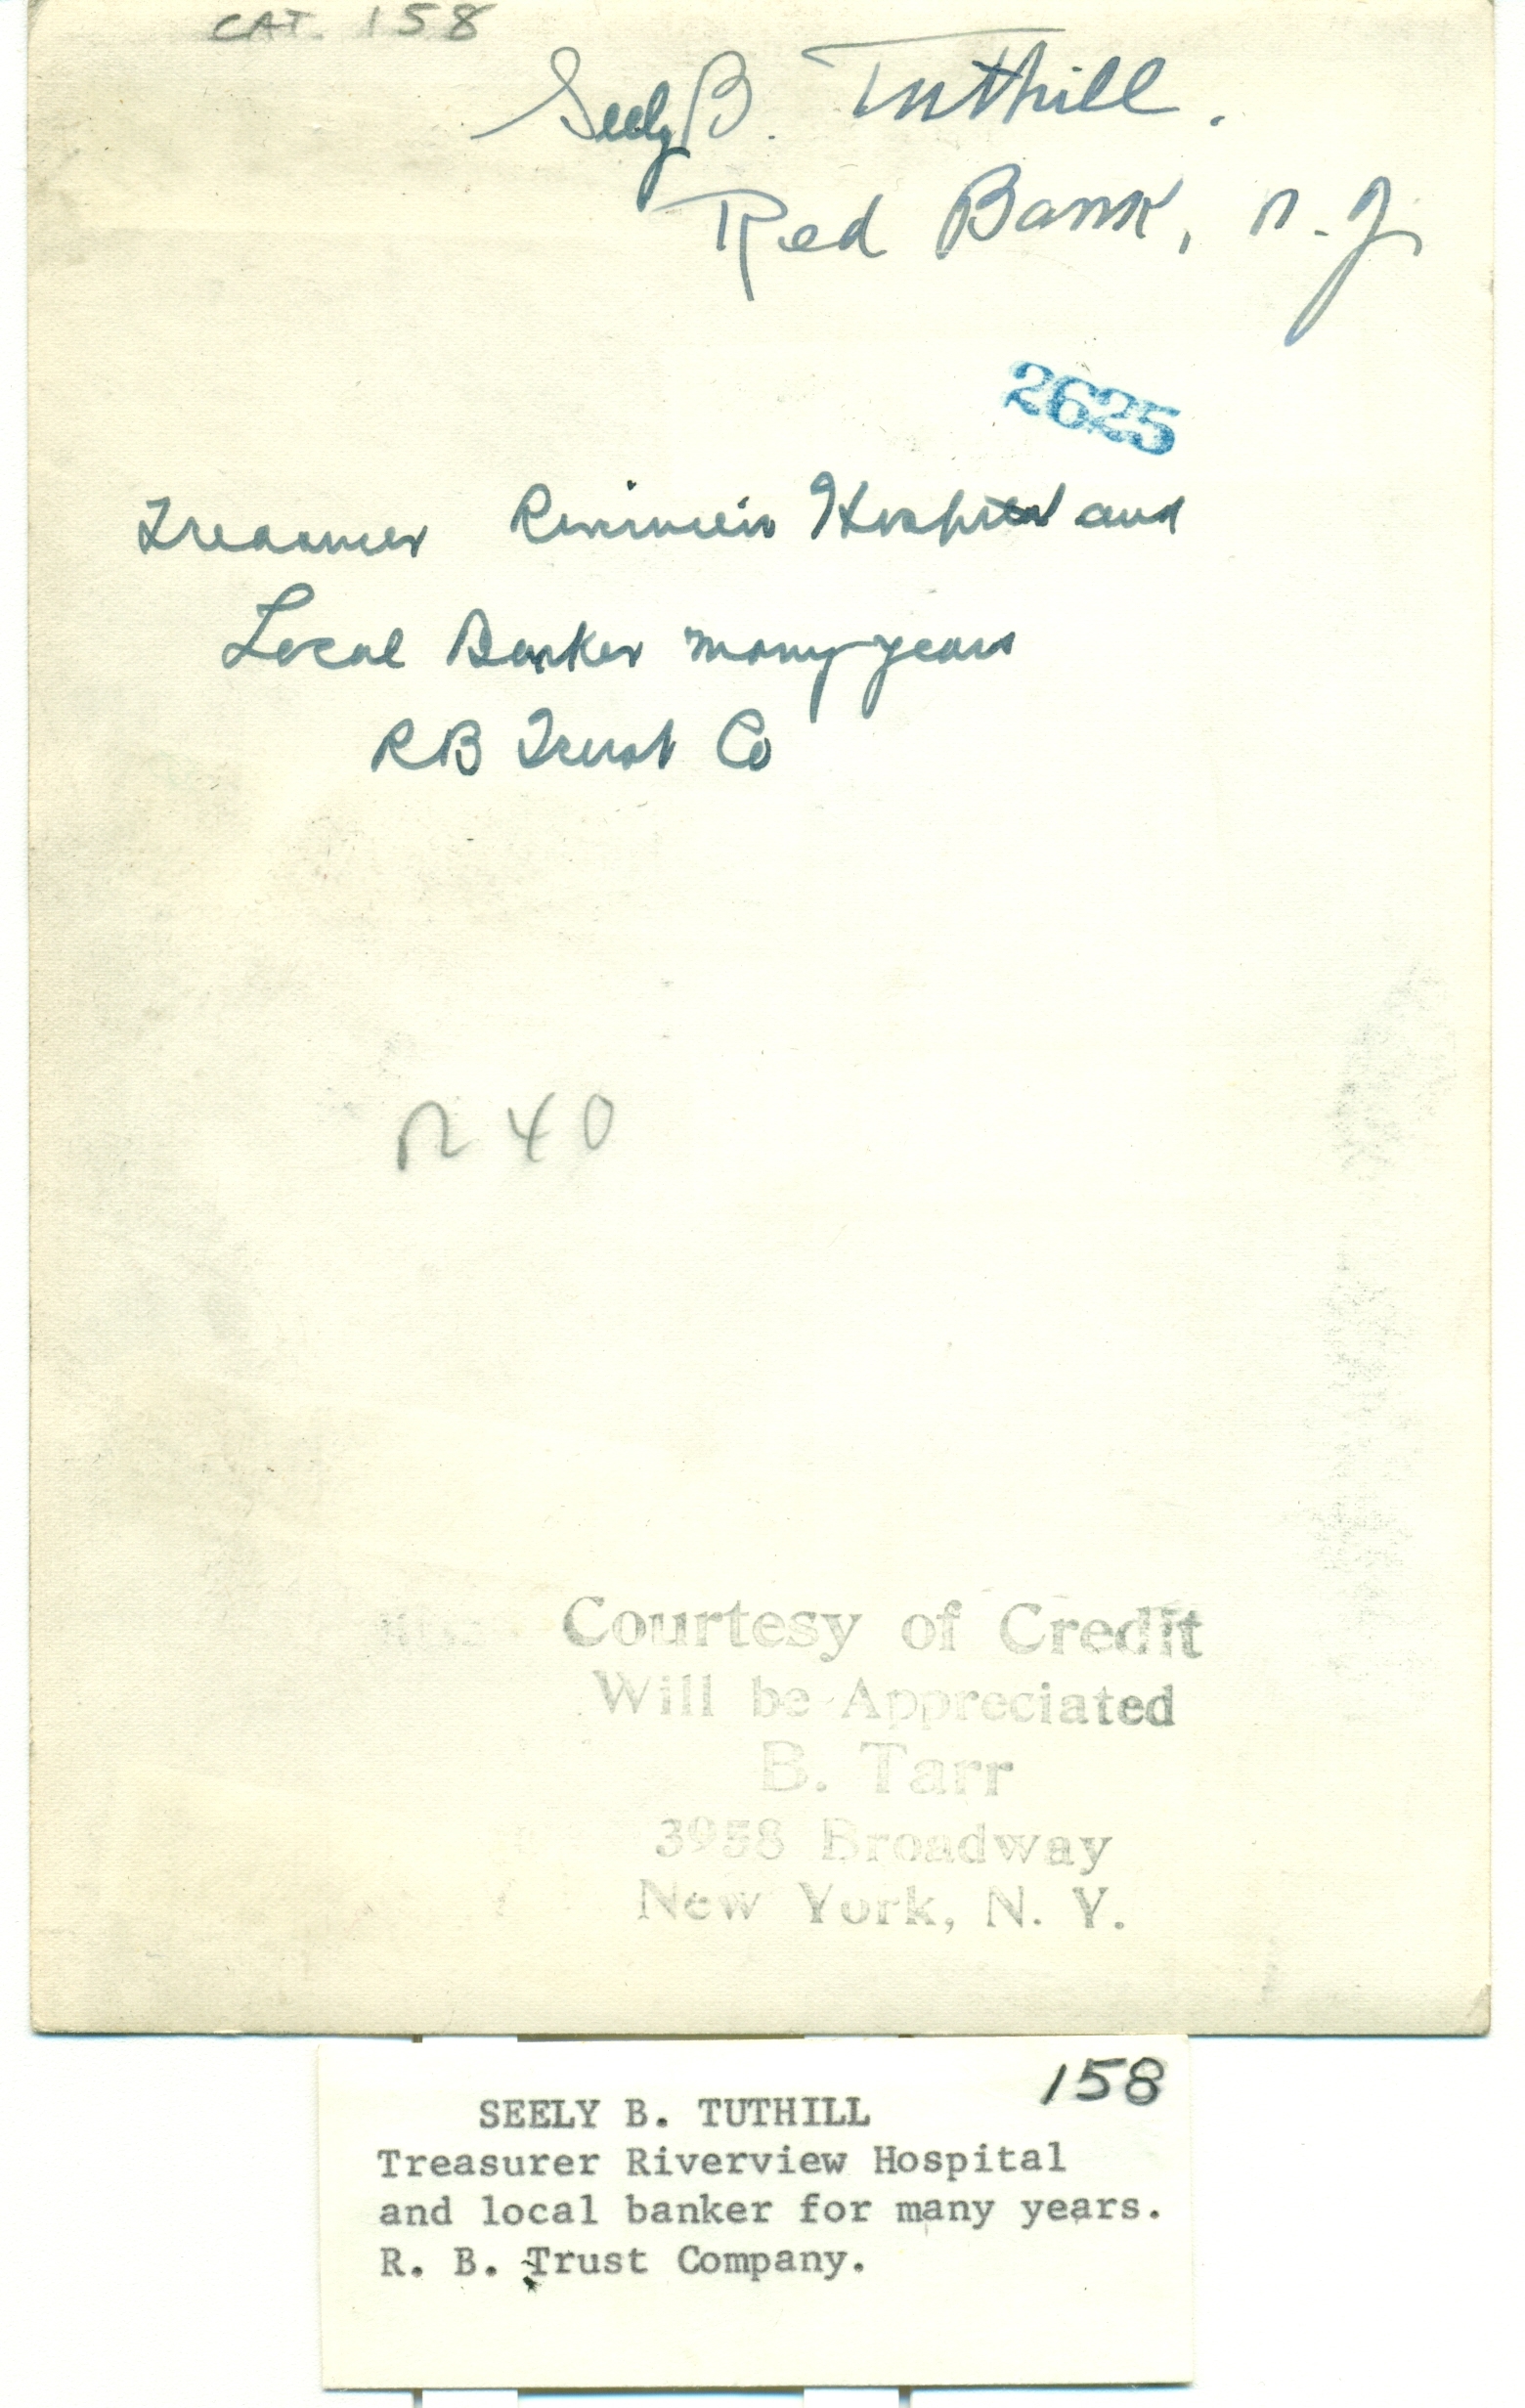 CAT. 158
Seely B. Tuthill.
Red Bank, n.J.
2625
Treasurer Riverview Hospital and
Local Banker many years
RB Trust Co
n 40
Courtesy of Credit
Will be Appreciated
B. Tarr
3958 Broadway
New York, N. Y.
158
SEELY B. TUTHILL
Treasurer Riverview Hospital
and local banker for many years.
R. B. Trust Company.